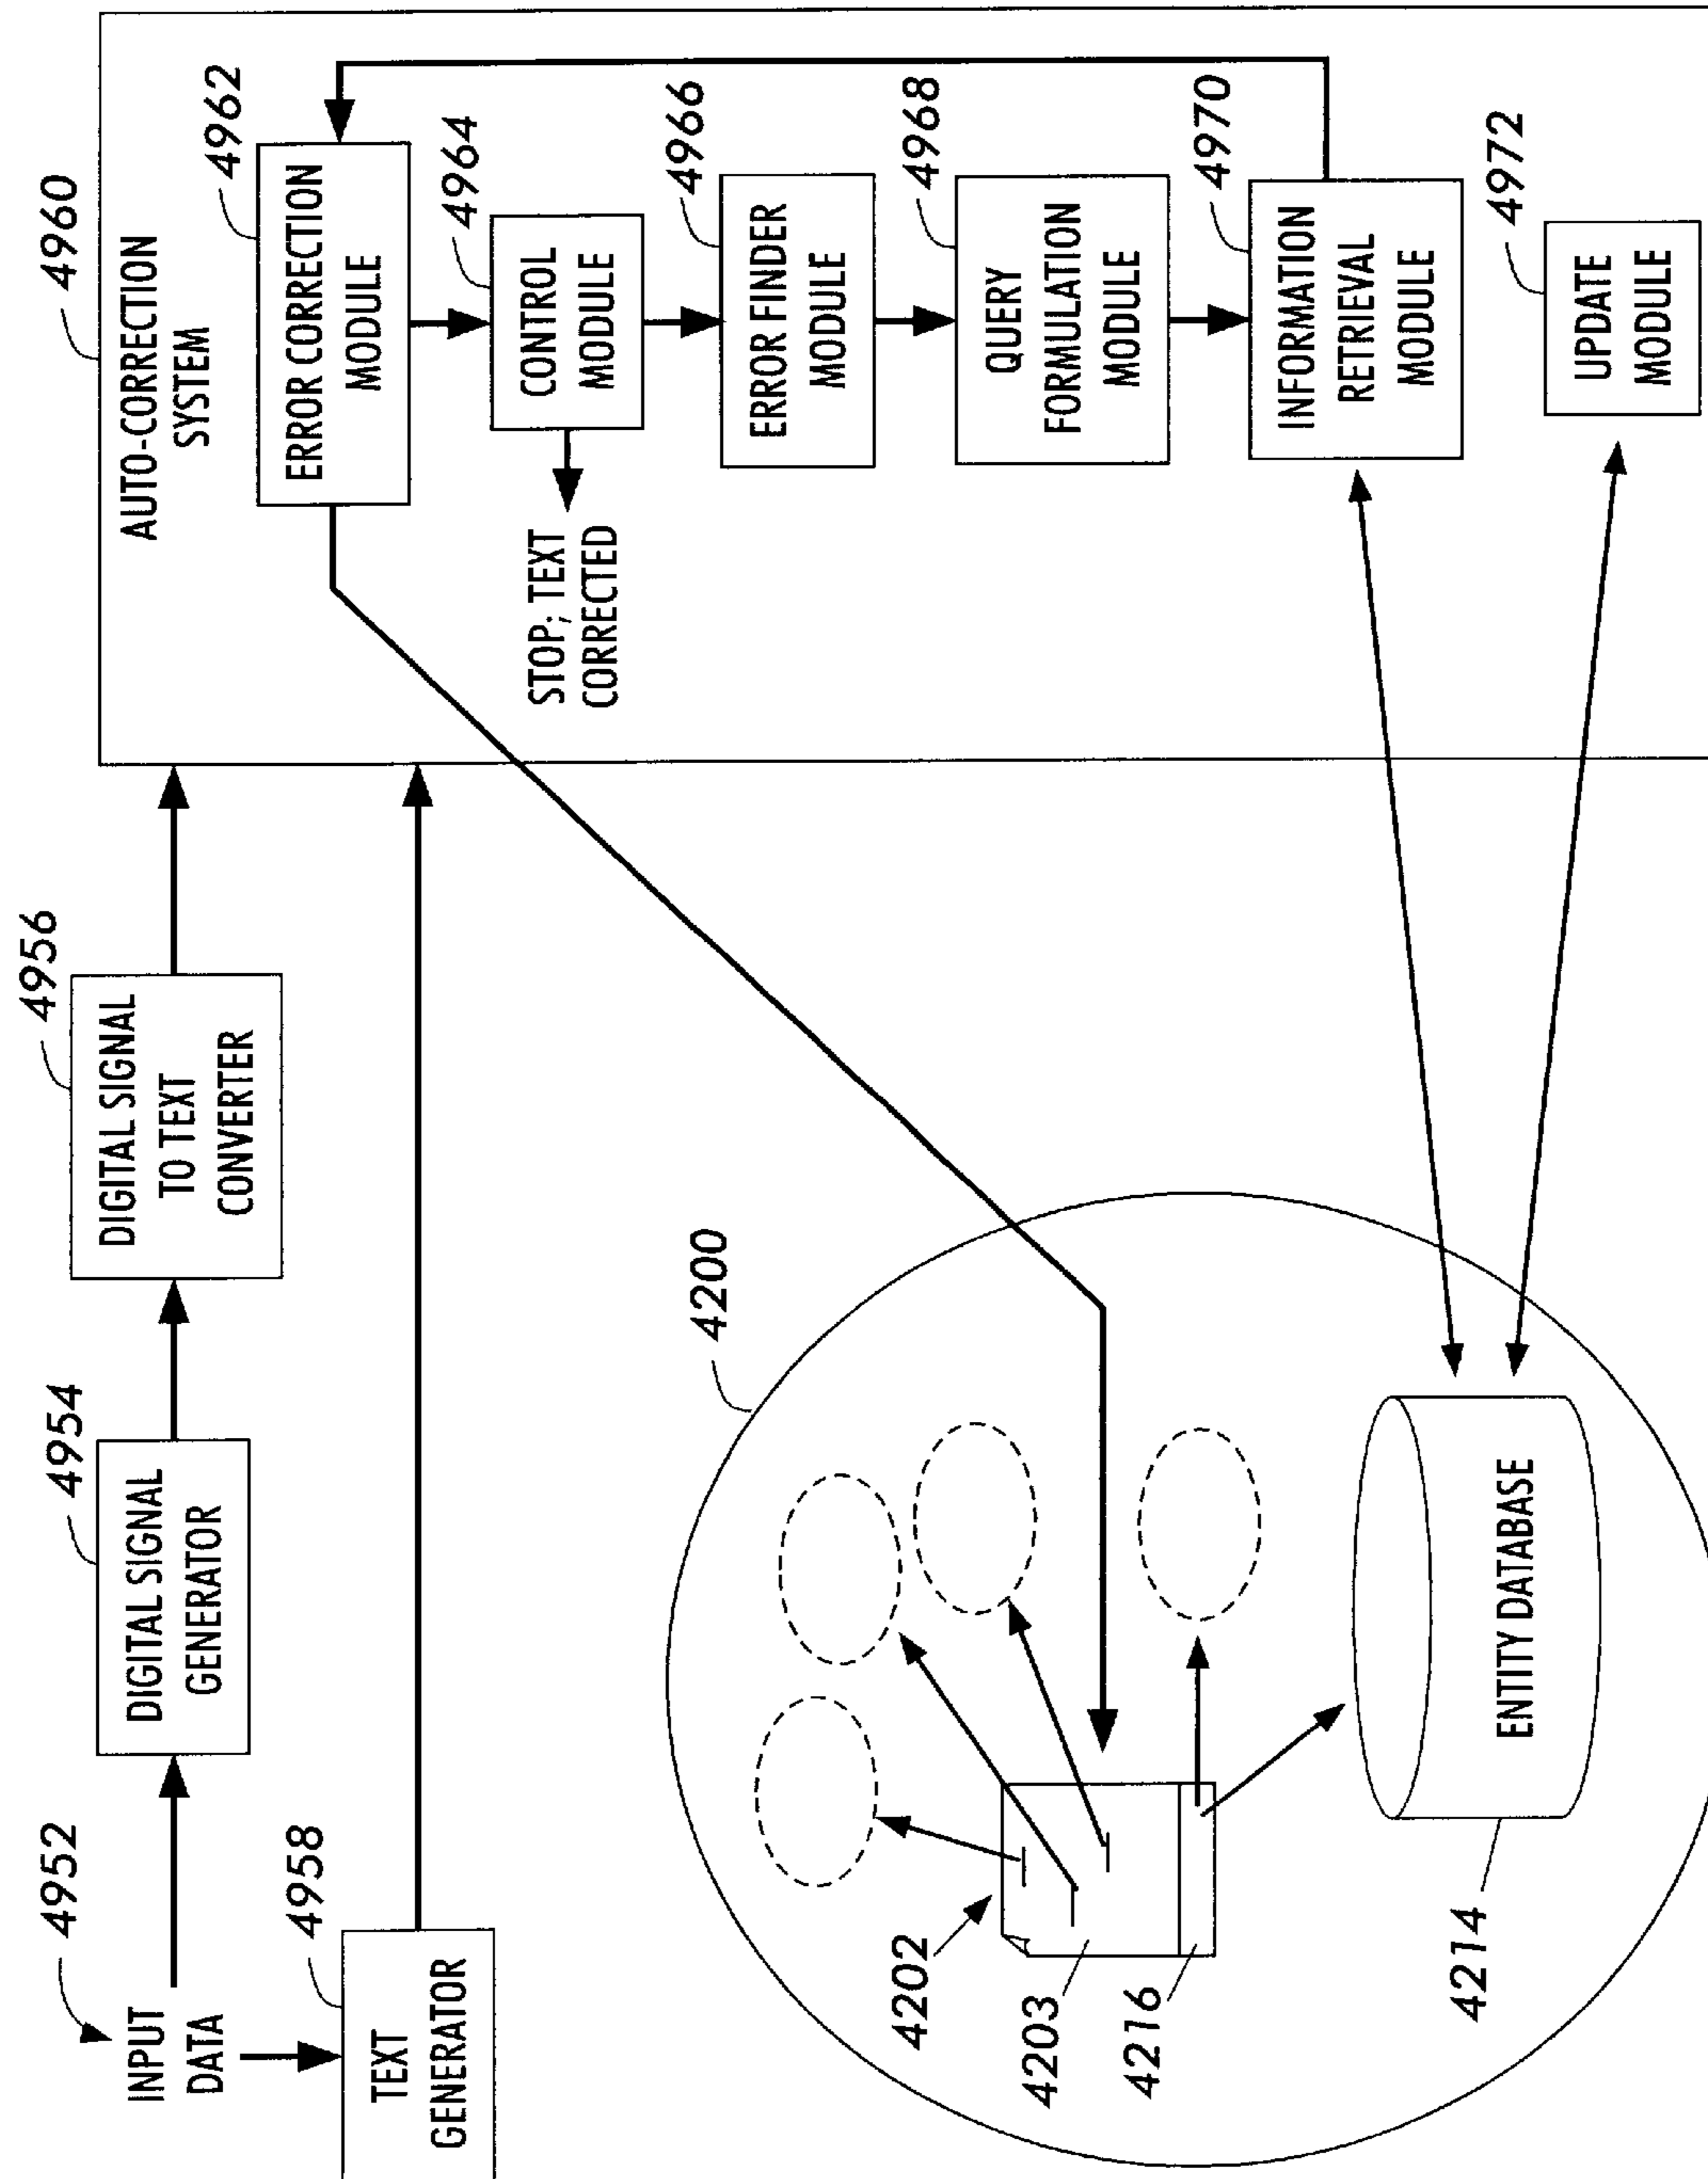 4952
INPUT
DATA
4954
DIGITAL SIGNAL
GENERATOR
4956
DIGITAL SIGNAL
TO TEXT
CONVERTER
4958
TEXT
GENERATOR
4960
AUTO-CORRECTION
SYSTEM
4962
ERROR CORRECTION
MODULE
4964
CONTROL
MODULE
STOP; TEXT
CORRECTED
4966
ERROR FINDER
MODULE
4968
QUERY
FORMULATION
MODULE
4970
INFORMATION
RETRIEVAL
MODULE
4972
UPDATE
MODULE
4200
4202
4203
4216
4214
ENTITY DATABASE